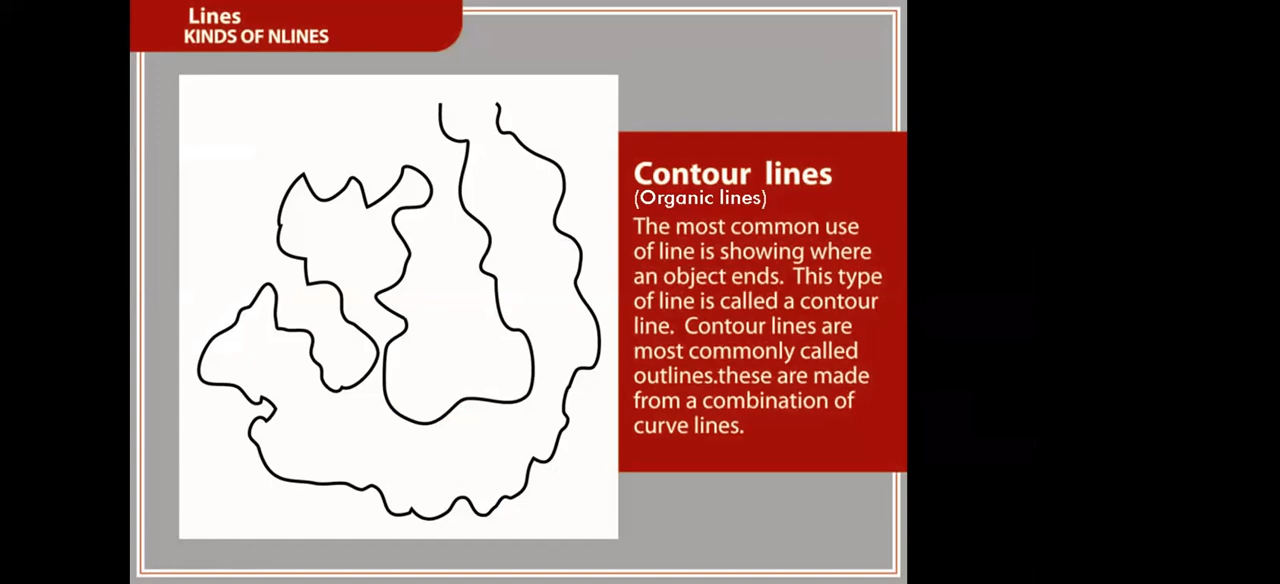 Lines
KINDS OF NLINES
Contour lines
(Organic lines)
The most common use
of line is showing where
an object ends. This type
of line is called a contour
line. Contour lines are
most commonly called
outlines.these are made
from a combination of
curve lines.